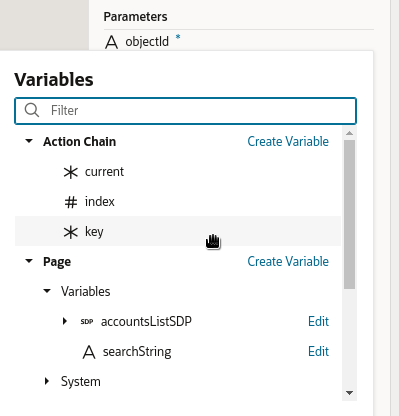 Parameters
objectId *
Variables
Filter
Action Chain Create Variable
current
# index
key
Page Create Variable
Variables
SDP accountsListSDP Edit
A searchString Edit
System